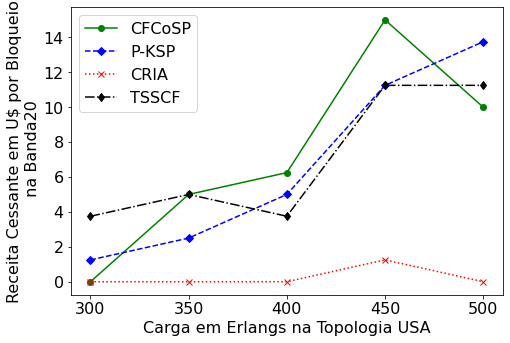 Receita Cessante em U$ por Bloqueio
na Banda20
14
12
10
8
6
4
2
0
CFCoSP
P-KSP
CRIA
TSSCF
300 350 400 450 500
Carga em Erlangs na Topologia USA